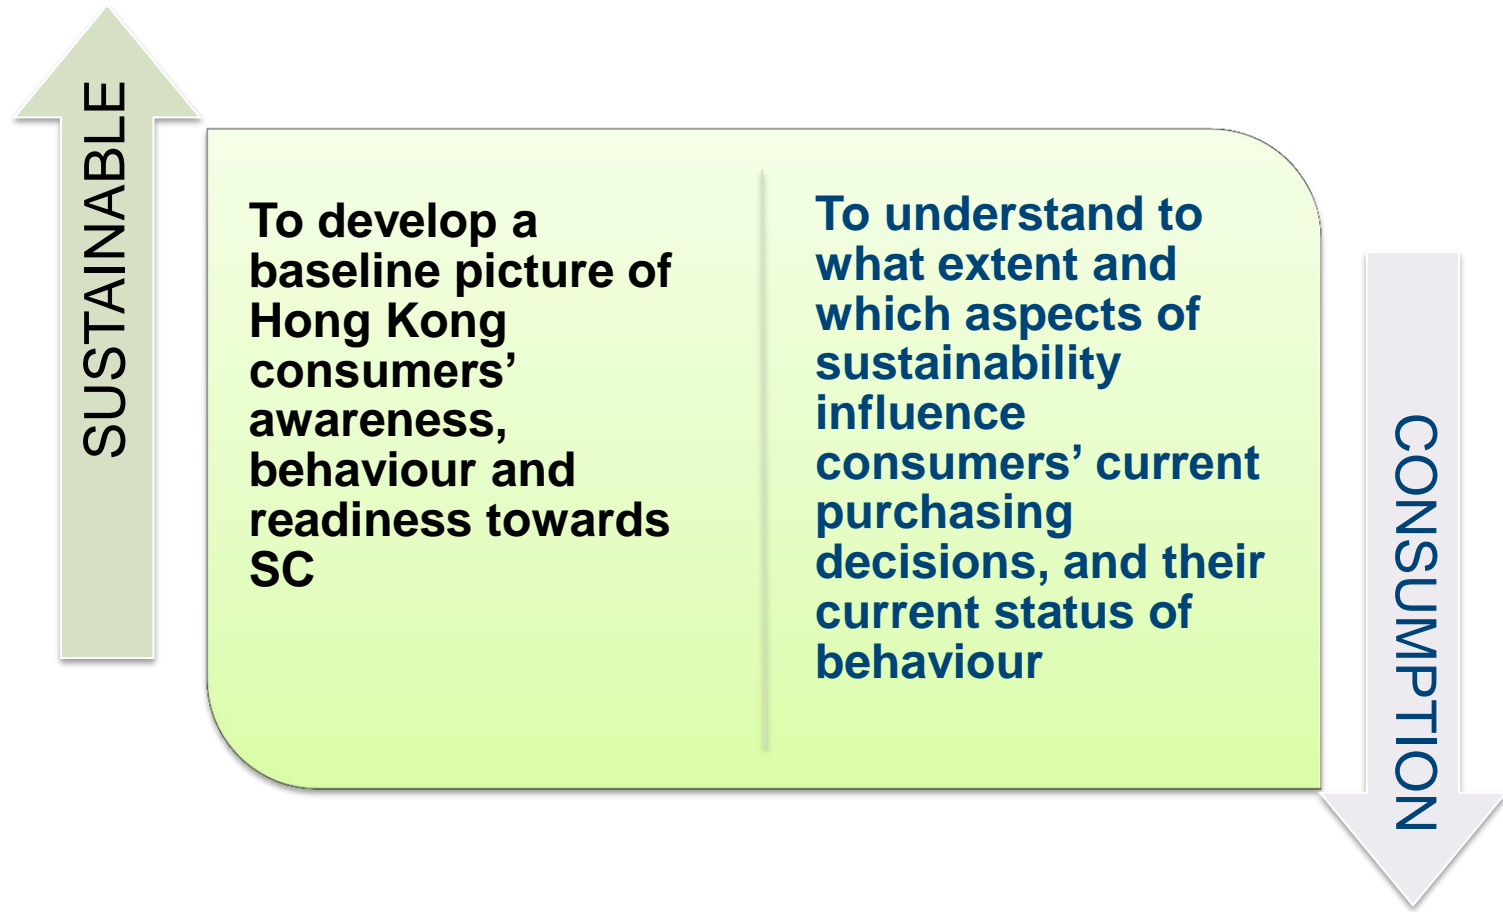 SUSTAINABLE
To develop a
baseline picture of
Hong Kong
consumers’
awareness,
behaviour and
readiness towards
SC
To understand to
what extent and
which aspects of
sustainability
influence
consumers’ current
purchasing
decisions, and their
current status of
behaviour
CONSUMPTION